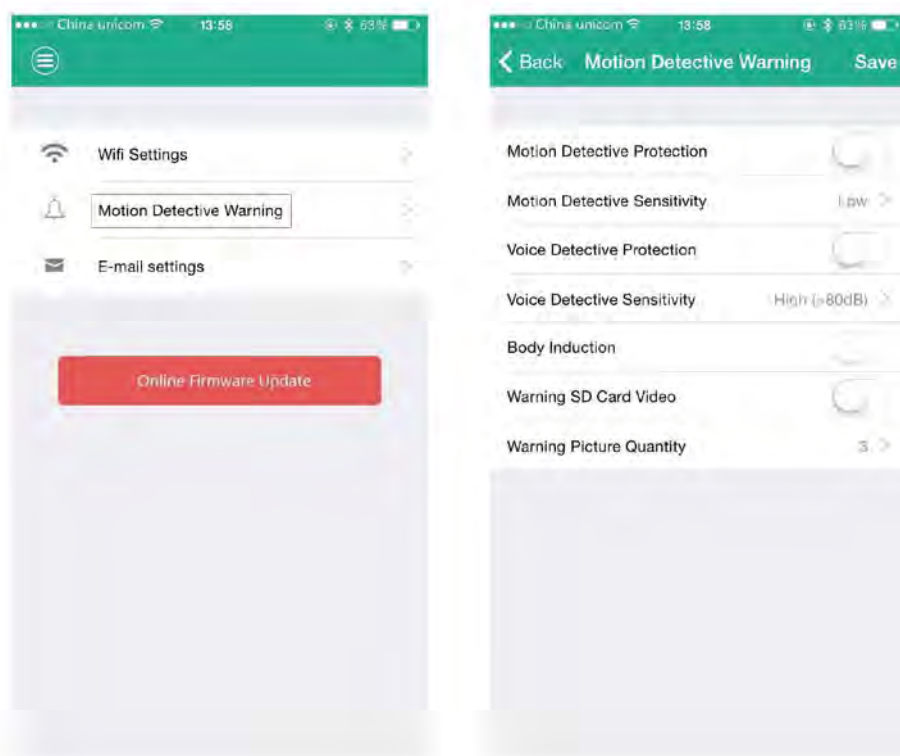 China unicom 13:58 63%
Wifi Settings
Motion Detective Warning
E-mail settings
Online Firmware Update
China unicom 13:58 63%
Back Motion Detective Warning Save
Motion Detective Protection
Motion Detective Sensitivity Low
Voice Detective Protection
Voice Detective Sensitivity High (>80dB)
Body Induction
Warning SD Card Video
Warning Picture Quantity 3